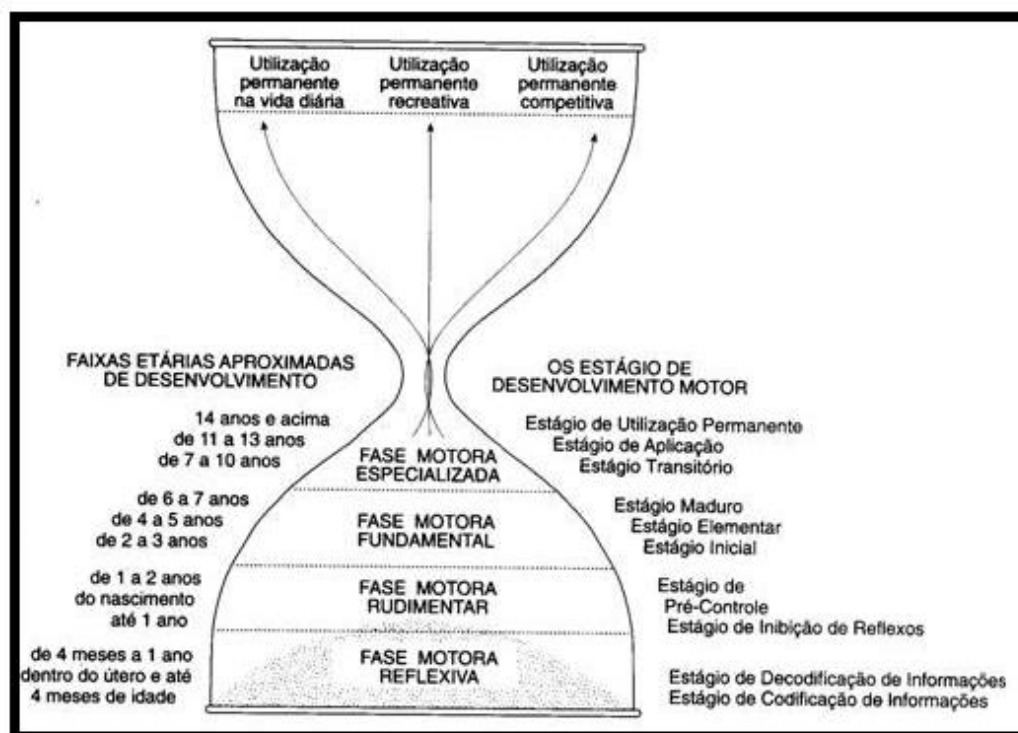 Utilização permanente na vida diária
Utilização permanente recreativa
Utilização permanente competitiva
FAIXAS ETÁRIAS APROXIMADAS
DE DESENVOLVIMENTO
OS ESTÁGIO DE
DESENVOLVIMENTO MOTOR
14 anos e acima
de 11 a 13 anos
de 7 a 10 anos
FASE MOTORA
ESPECIALIZADA
Estágio de Utilização Permanente
Estágio de Aplicação
Estágio Transitório
de 6 a 7 anos
de 4 a 5 anos
de 2 a 3 anos
FASE MOTORA
FUNDAMENTAL
Estágio Maduro
Estágio Elementar
Estágio Inicial
de 1 a 2 anos
do nascimento
até 1 ano
FASE MOTORA
RUDIMENTAR
Estágio de
Pré-Controle
Estágio de Inibição de Reflexos
de 4 meses a 1 ano
dentro do útero e até
4 meses de idade
FASE MOTORA
REFLEXIVA
Estágio de Decodificação de Informações
Estágio de Codificação de Informações